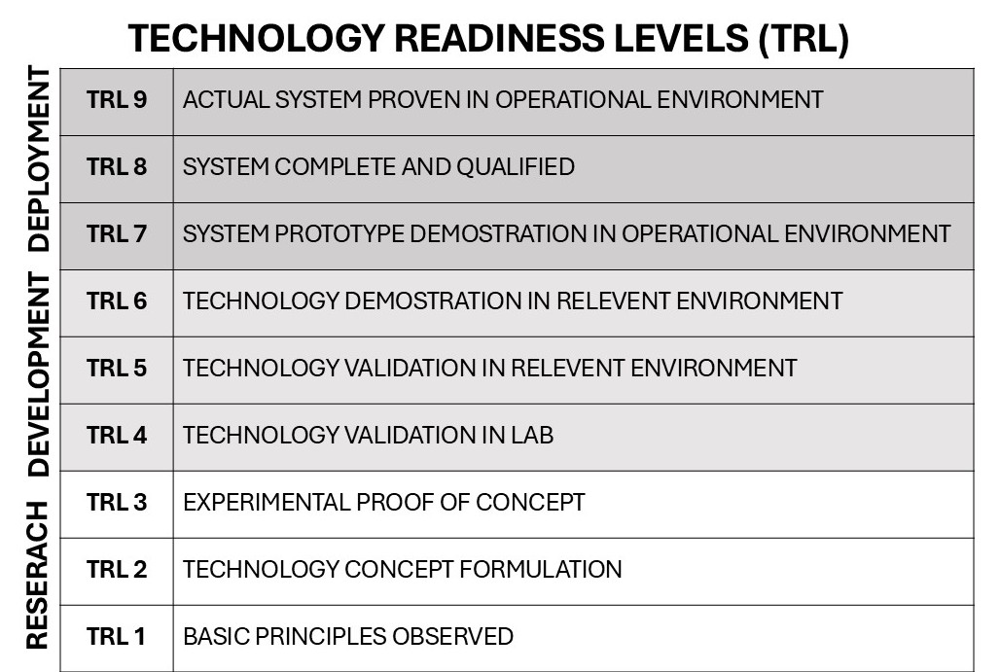 TECHNOLOGY READINESS LEVELS (TRL)
DEPLOYMENT
TRL 9 ACTUAL SYSTEM PROVEN IN OPERATIONAL ENVIRONMENT
TRL 8 SYSTEM COMPLETE AND QUALIFIED
TRL 7 SYSTEM PROTOTYPE DEMOSTRATION IN OPERATIONAL ENVIRONMENT
DEVELOPMENT
TRL 6 TECHNOLOGY DEMOSTRATION IN RELEVENT ENVIRONMENT
TRL 5 TECHNOLOGY VALIDATION IN RELEVENT ENVIRONMENT
TRL 4 TECHNOLOGY VALIDATION IN LAB
RESERACH
TRL 3 EXPERIMENTAL PROOF OF CONCEPT
TRL 2 TECHNOLOGY CONCEPT FORMULATION
TRL 1 BASIC PRINCIPLES OBSERVED